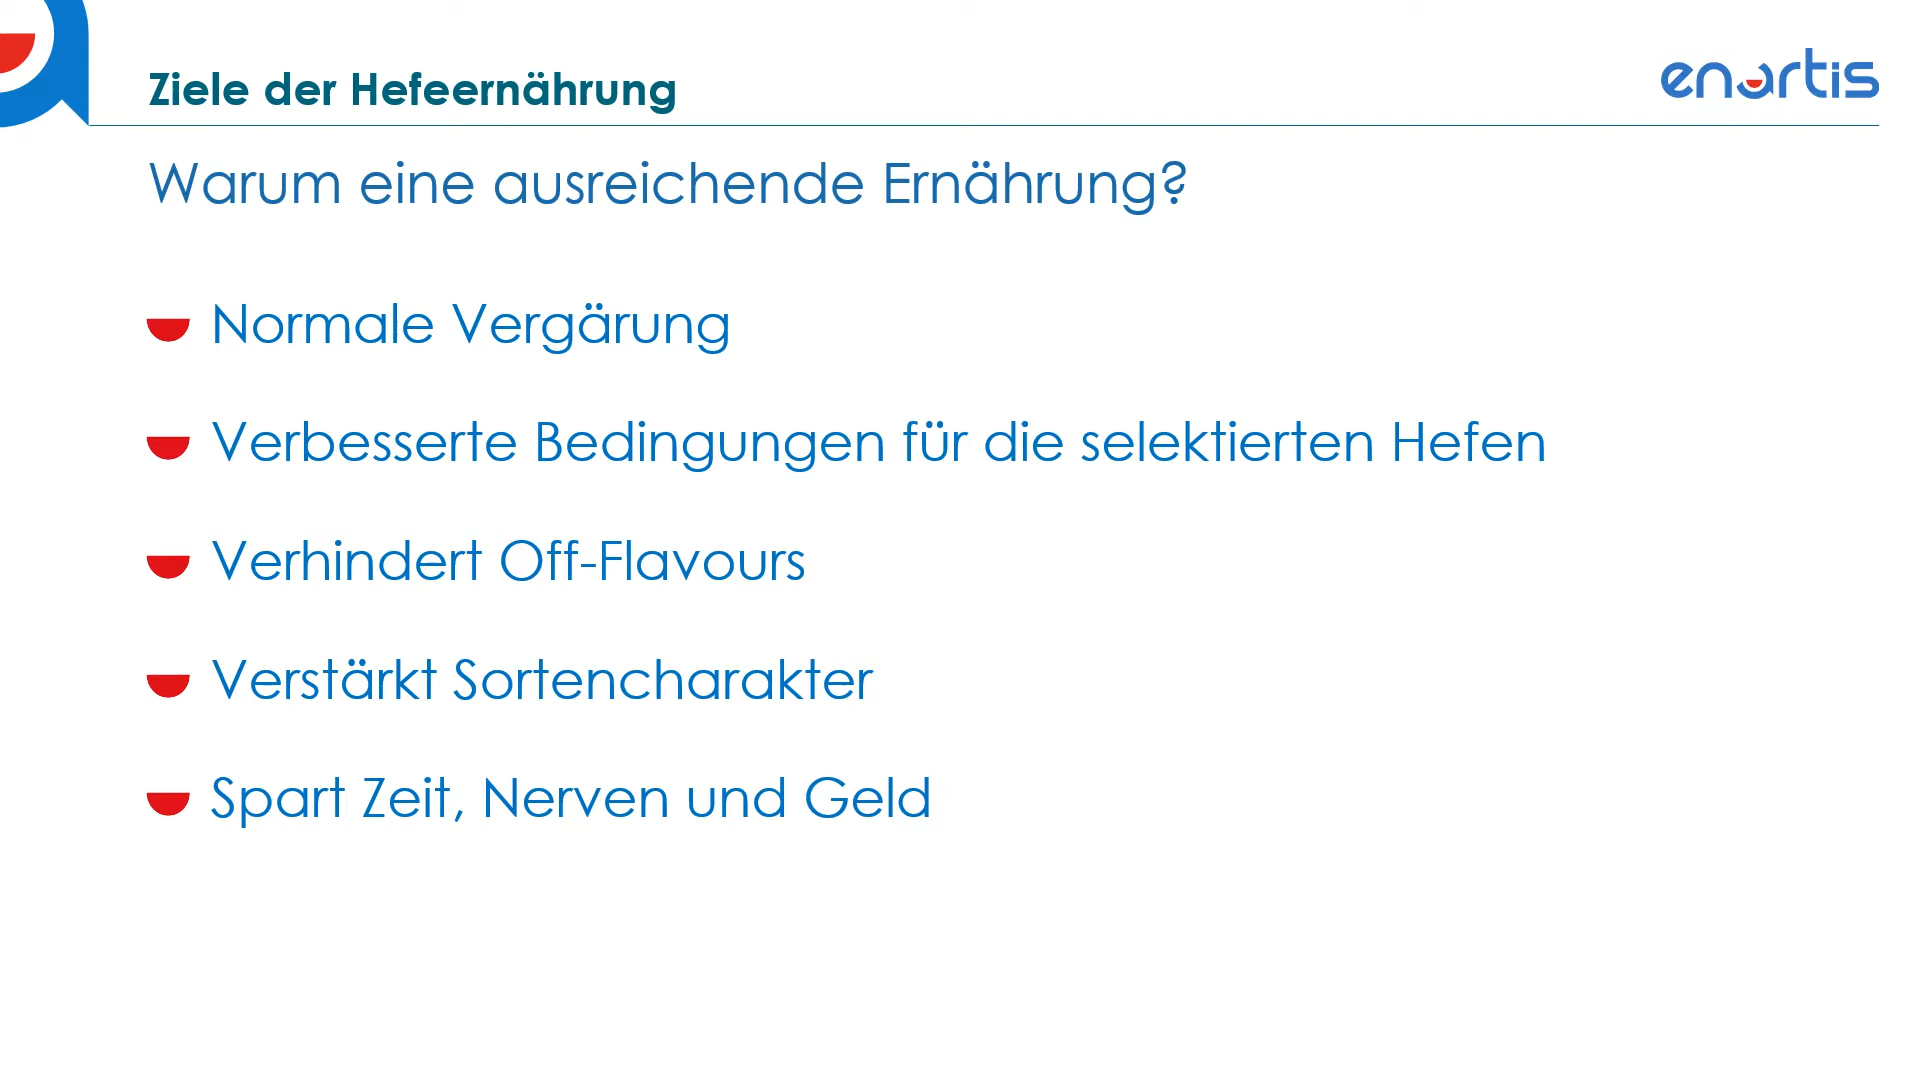 Ziele der Hefeernährung
enartis
Warum eine ausreichende Ernährung?
Normale Vergärung
Verbesserte Bedingungen für die selektierten Hefen
Verhindert Off-Flavours
Verstärkt Sortencharakter
Spart Zeit, Nerven und Geld